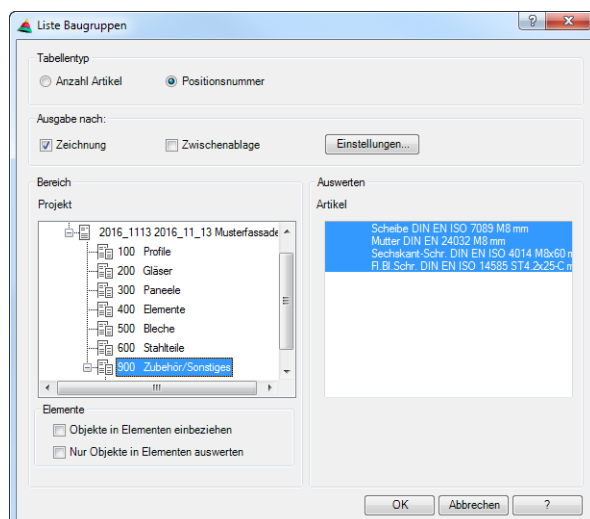 Liste Baugruppen
?
Tabellentyp
Anzahl Artikel
Positionsnummer
Ausgabe nach:
Zeichnung
Zwischenablage
Einstellungen...
Bereich
Auswerten
Projekt
Artikel
2016_1113 2016_11_13 Musterfassade
100 Profile
200 Gläser
300 Paneele
400 Elemente
500 Bleche
600 Stahlteile
900 Zubehör/Sonstiges
Scheibe DIN EN ISO 7089 M8 mm
Mutter DIN EN 24032 M8 mm
Sechskant-Schr. DIN EN ISO 4014 M8x60
Fl.Bl.Schr. DIN EN ISO 14585 ST4.2x25-C
Elemente
Objekte in Elementen einbeziehen
Nur Objekte in Elementen auswerten
OK
Abbrechen
?